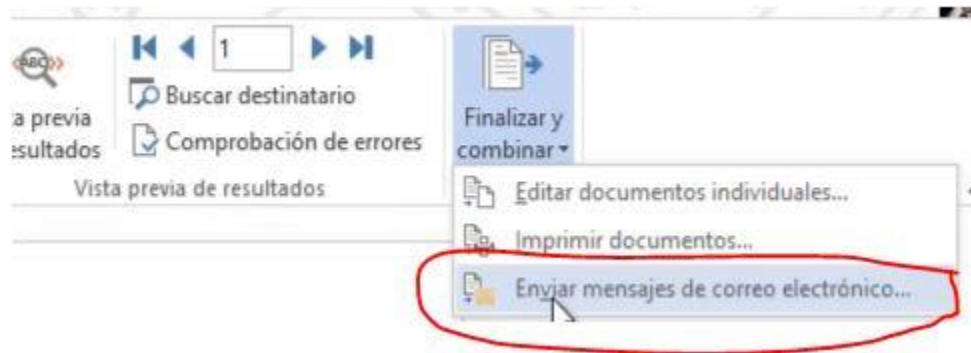 1
Buscar destinatario
a previa
Comprobación de errores
Vista previa de resultados
Finalizar y
combinar
Editar documentos individuales...
Imprimir documentos...
Enviar mensajes de correo electrónico...